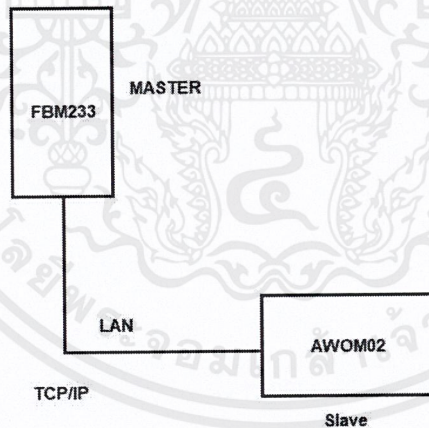 MASTER
FBM233
LAN
AWOM02
TCP/IP
Slave